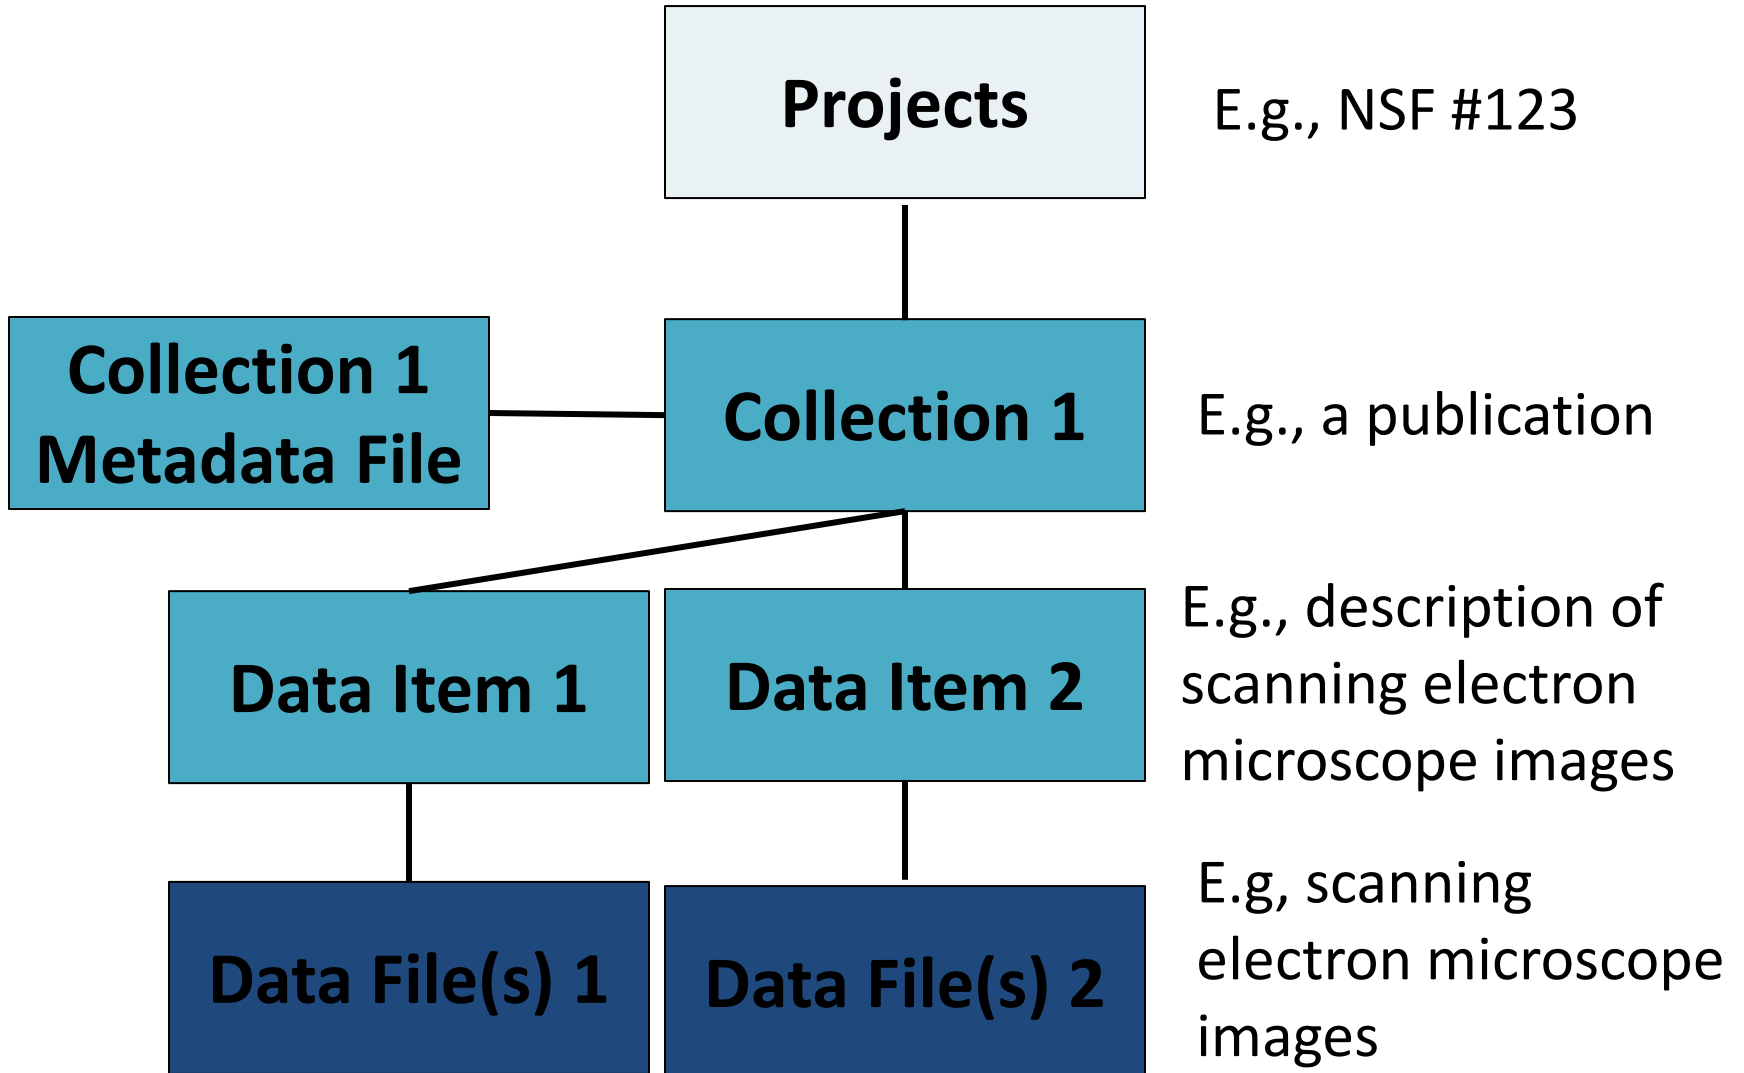 Projects
E.g., NSF #123
Collection 1
Metadata File
Collection 1
E.g., a publication
Data Item 1
Data Item 2
E.g., description of
scanning electron
microscope images
Data File(s) 1
Data File(s) 2
E.g, scanning
electron microscope
images